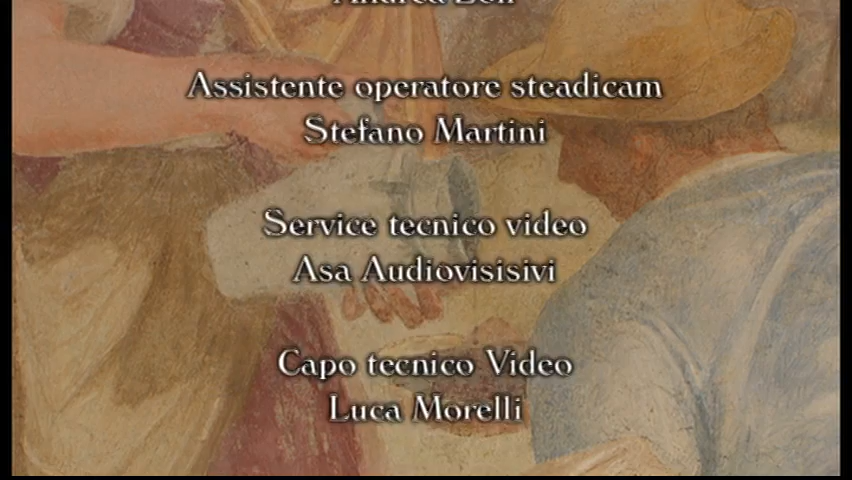 Assistente operatore steadicam
Stefano Martini
Service tecnico video
Asa Audiovisisivi
Capo tecnico Video
Luca Morelli